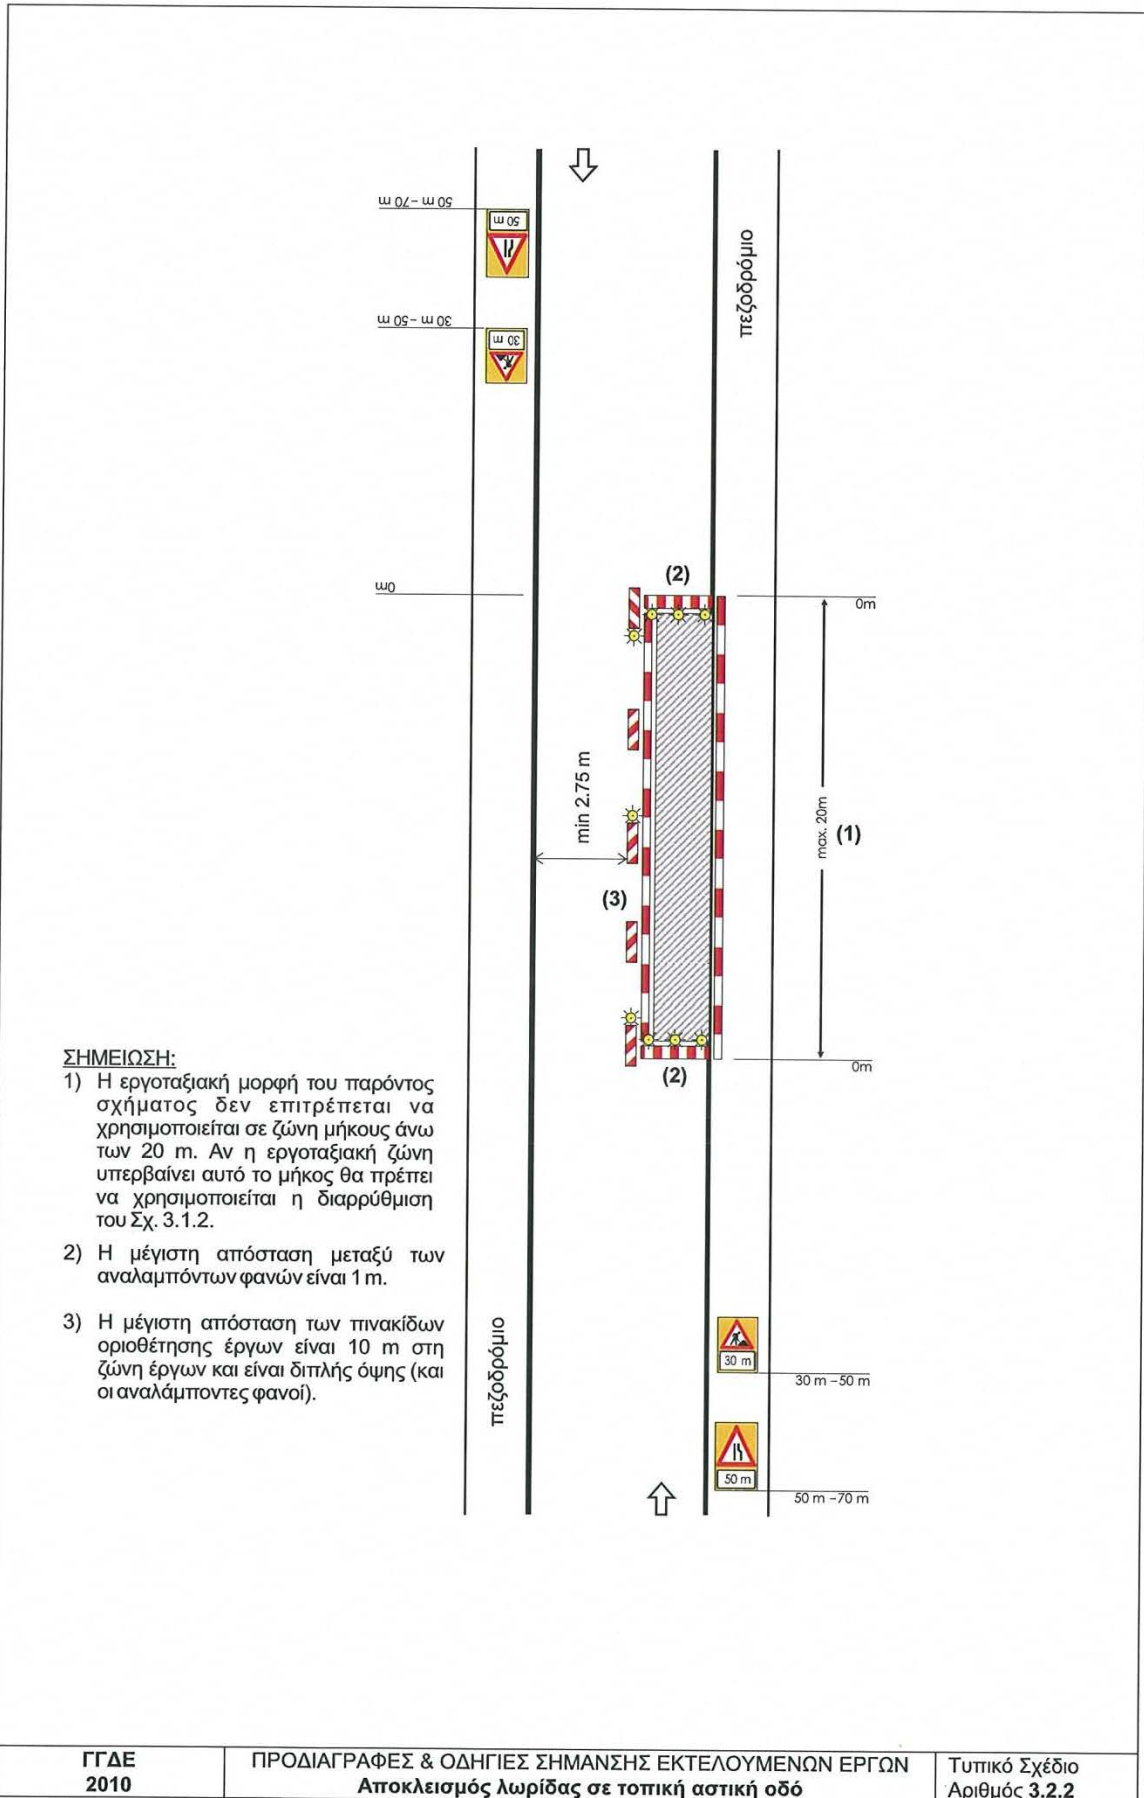 50 m –70 m
50 m
πεζοδρόμιο
30 m –50 m
30 m
(2)
0m
0m
min 2.75 m
max. 20m
(1)
(3)
0m
(2)
ΣΗΜΕΙΩΣΗ:
1) Η εργοταξιακή μορφή του παρόντος
σχήματος δεν επιτρέπεται να
χρησιμοποιείται σε ζώνη μήκους άνω
των 20 m. Αν η εργοταξιακή ζώνη
υπερβαίνει αυτό το μήκος θα πρέπει
να χρησιμοποιείται η διαρρύθμιση
του Σχ. 3.1.2.
2) Η μέγιστη απόσταση μεταξύ των
αναλαμπόντων φανών είναι 1 m.
3) Η μέγιστη απόσταση των πινακίδων
οριοθέτησης έργων είναι 10 m στη
ζώνη έργων και είναι διπλής όψης (και
οι αναλάμποντες φανοί).
πεζοδρόμιο
30 m
30 m –50 m
50 m
50 m –70 m
ΓΓΔΕ
2010
ΠΡΟΔΙΑΓΡΑΦΕΣ & ΟΔΗΓΙΕΣ ΣΗΜΑΝΣΗΣ ΕΚΤΕΛΟΥΜΕΝΩΝ ΕΡΓΩΝ
Αποκλεισμός λωρίδας σε τοπική αστική οδό
Τυπικό Σχέδιο
Αριθμός 3.2.2